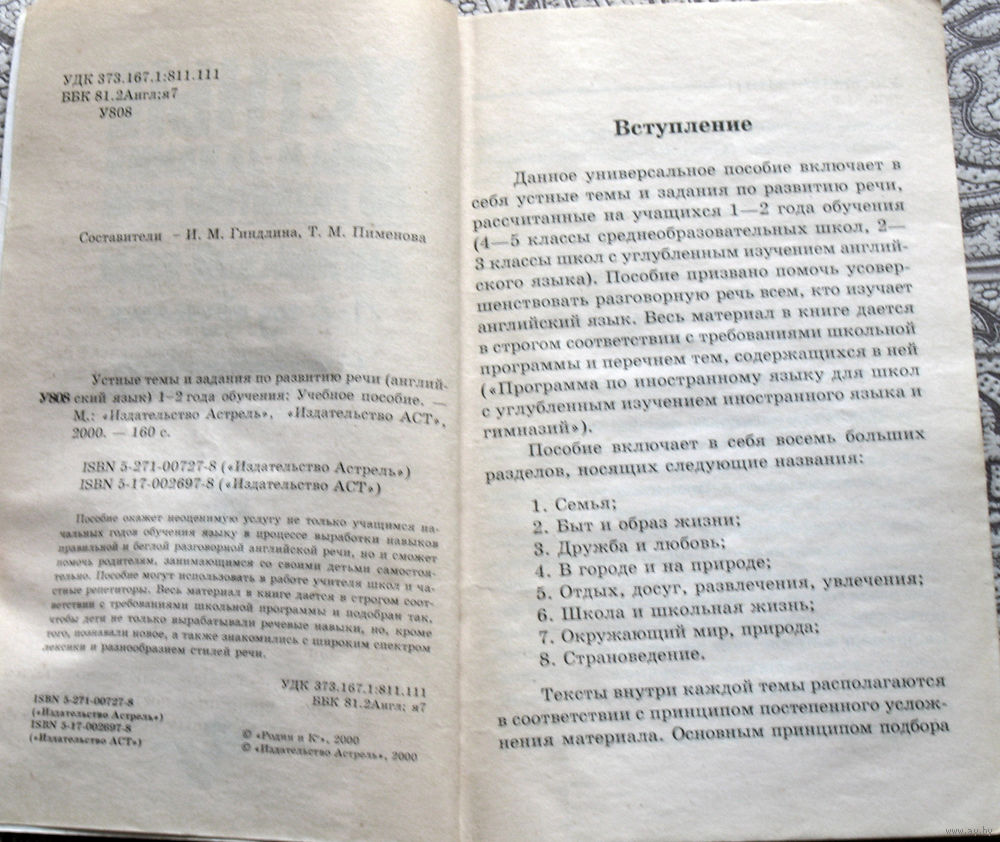 УДК 373.167.1:811.111
ББК 81.2Англ;я7
У808
Составители – И. М. Гиндлина, Т. М. Пименова
Устные темы и задания по развитию речи (англий-
У808 ский язык) 1–2 года обучения: Учебное пособие. —
М.: «Издательство Астрель», «Издательство АСТ»,
2000. — 160 с.
ISBN 5-271-00727-8 («Издательство Астрель»)
ISBN 5-17-002697-8 («Издательство АСТ»)
Пособие окажет неоценимую услугу не только учащимся на-
чальных годов обучения языку в процессе выработки навыков
правильной и беглой разговорной английской речи, но и сможет
помочь родителям, занимающимся со своими детьми самостоя-
тельно. Пособие могут использовать в работе учителя школ и ча-
стные репетиторы. Весь материал в книге дается в строгом соот-
ветствии с требованиями школьной программы и подобран так,
чтобы дети не только вырабатывали речевые навыки, но, кроме
того, познавали новое, а также знакомились с широким спектром
лексики и разнообразием стилей речи.
УДК 373.167.1:811.111
ББК 81.2Англ; я7
ISBN 5-271-00727-8
(«Издательство Астрель»)
ISBN 5-17-002697-8
(«Издательство АСТ»)
© «Родин и К°», 2000
© «Издательство Астрель», 2000
Вступление
Данное универсальное пособие включает в
себя устные темы и задания по развитию речи,
рассчитанные на учащихся 1—2 года обучения
(4—5 классы среднеобразовательных школ, 2—
3 классы школ с углубленным изучением англий-
ского языка). Пособие призвано помочь усовер-
шенствовать разговорную речь всем, кто изучает
английский язык. Весь материал в книге дается
в строгом соответствии с требованиями школьной
программы и перечнем тем, содержащихся в ней
(«Программа по иностранному языку для школ
с углубленным изучением иностранного языка и
гимназий»).
Пособие включает в себя восемь больших
разделов, носящих следующие названия:
1. Семья;
2. Быт и образ жизни;
3. Дружба и любовь;
4. В городе и на природе;
5. Отдых, досуг, развлечения, увлечения;
6. Школа и школьная жизнь;
7. Окружающий мир, природа;
8. Страноведение.
Тексты внутри каждой темы располагаются
в соответствии с принципом постепенного услож-
нения материала. Основным принципом подбора
www.ay.by